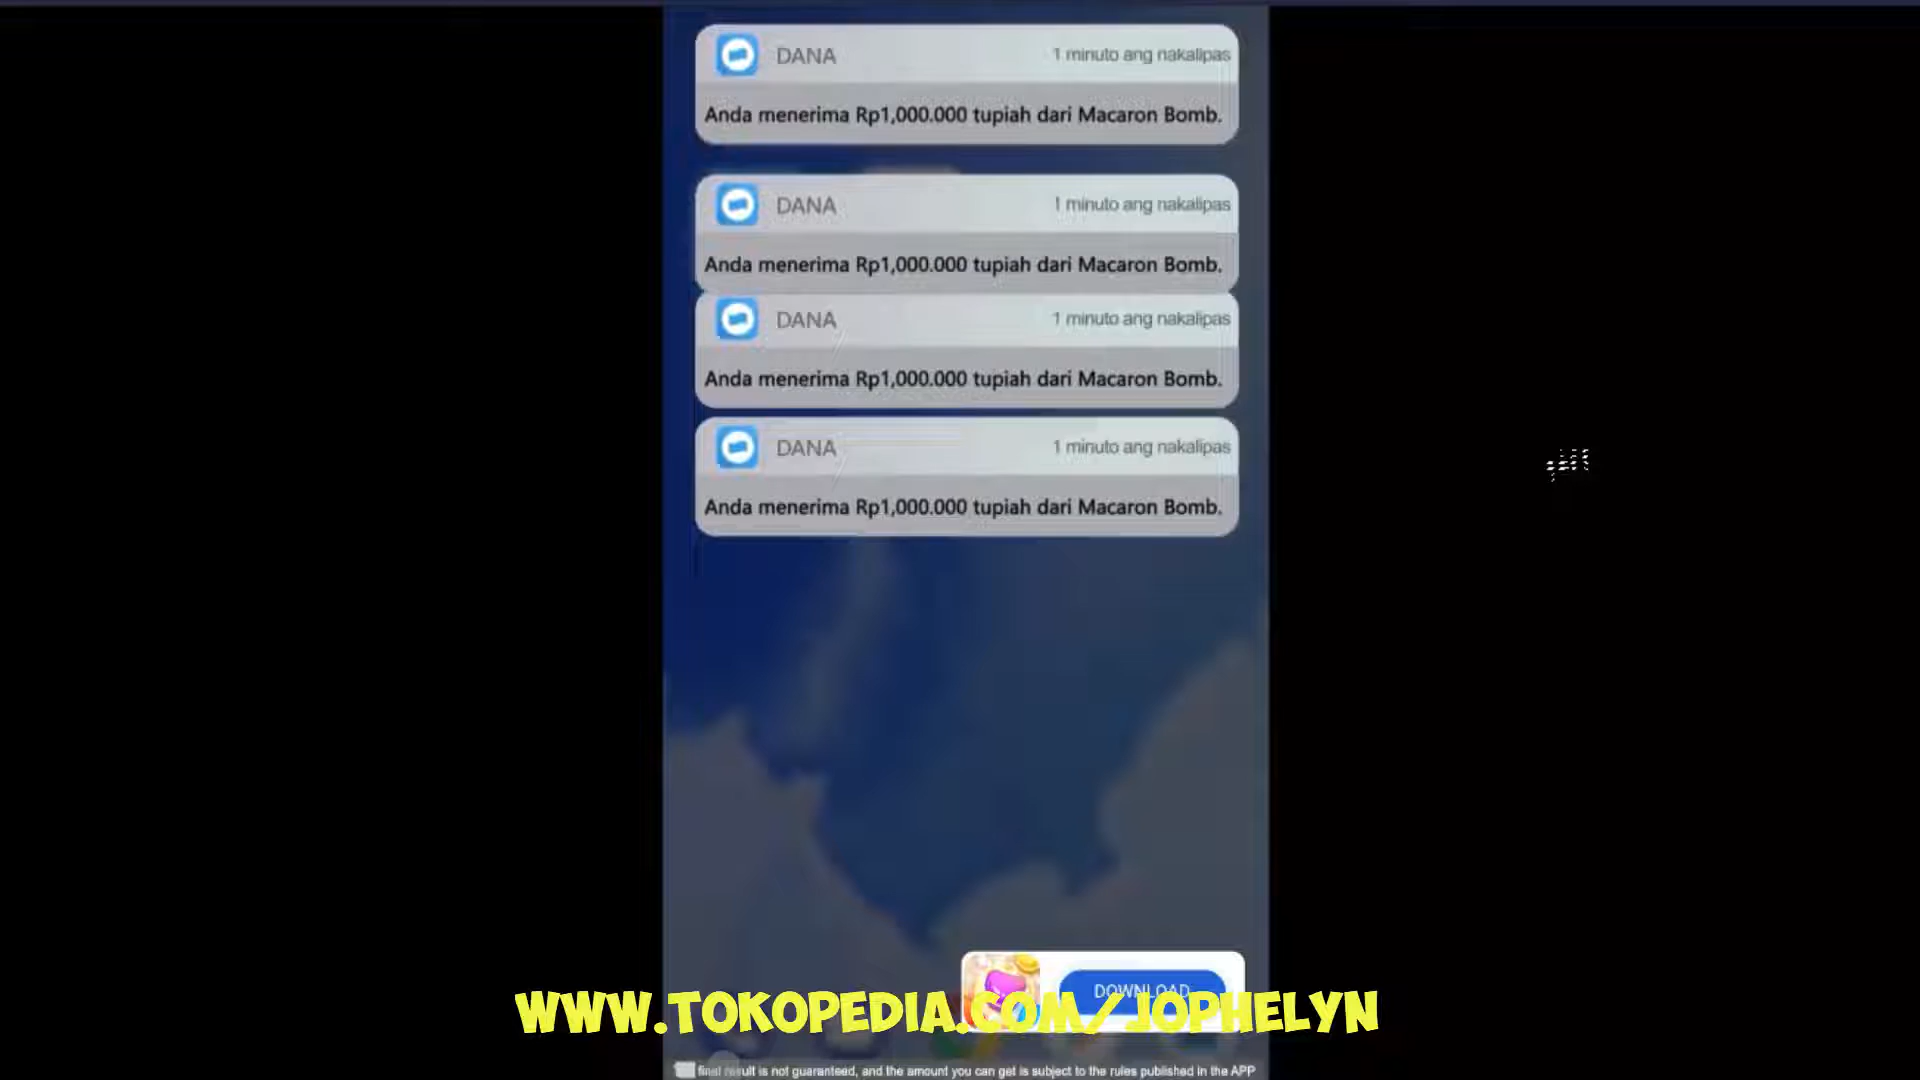 DANA
1 minuto ang nakalipas
Anda menerima Rp1,000.000 tupiah dari Macaron Bomb.
DANA
1 minuto ang nakalipas
Anda menerima Rp1,000.000 tupiah dari Macaron Bomb.
DANA
1 minuto ang nakalipas
Anda menerima Rp1,000.000 tupiah dari Macaron Bomb.
DANA
1 minuto ang nakalipas
Anda menerima Rp1,000.000 tupiah dari Macaron Bomb.
DOWNLOAD
WWW.TOKOPEDIA.COM/JOPHELYN
final result is not guaranteed, and the amount you can get is subject to the rules published in the APP